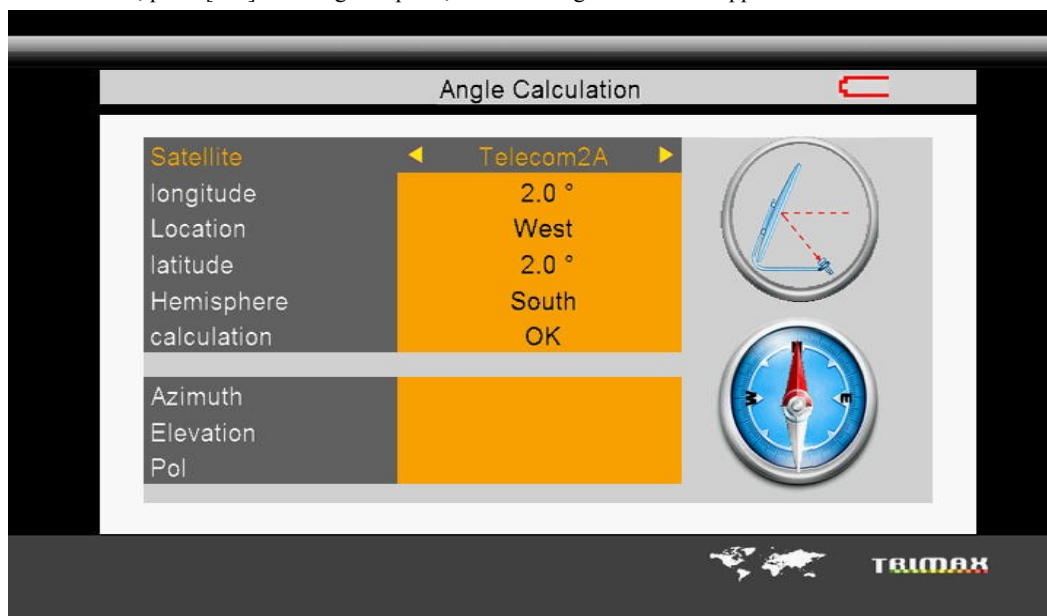 Angle Calculation
Satellite Telecom2A
longitude 2.0 °
Location West
latitude 2.0 °
Hemisphere South
calculation OK
Azimuth
Elevation
Pol
N
W E
TRIMAX